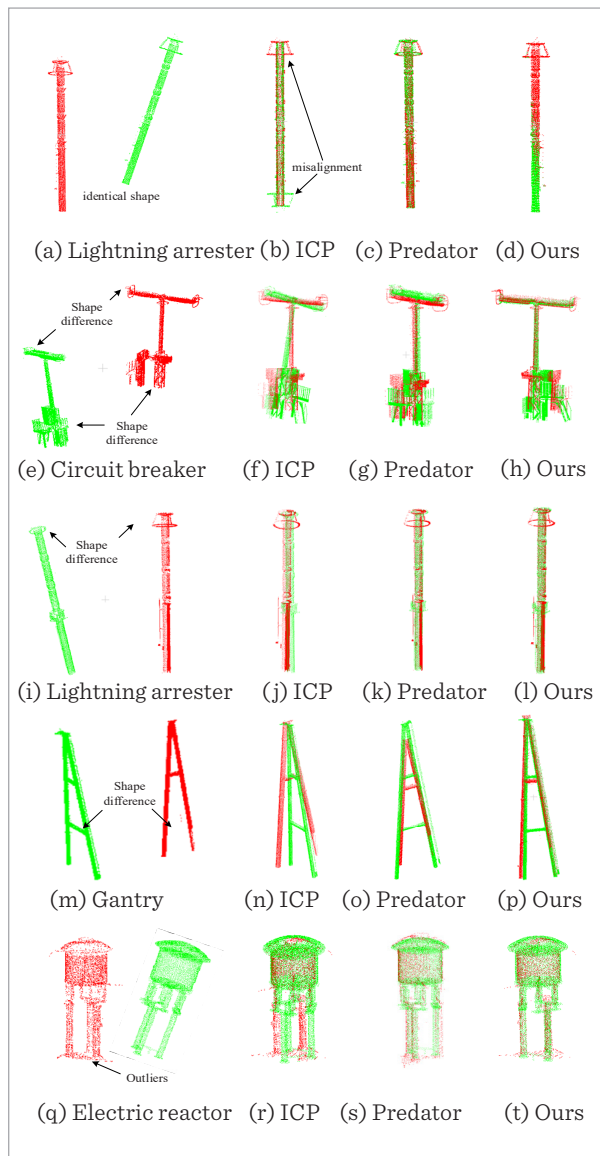 misalignment
identical shape
(a) Lightning arrester (b) ICP (c) Predator (d) Ours
Shape
difference
Shape
difference
(e) Circuit breaker (f) ICP (g) Predator (h) Ours
Shape
difference
(i) Lightning arrester (j) ICP (k) Predator (l) Ours
Shape
difference
(m) Gantry (n) ICP (o) Predator (p) Ours
Outliers
(q) Electric reactor (r) ICP (s) Predator (t) Ours